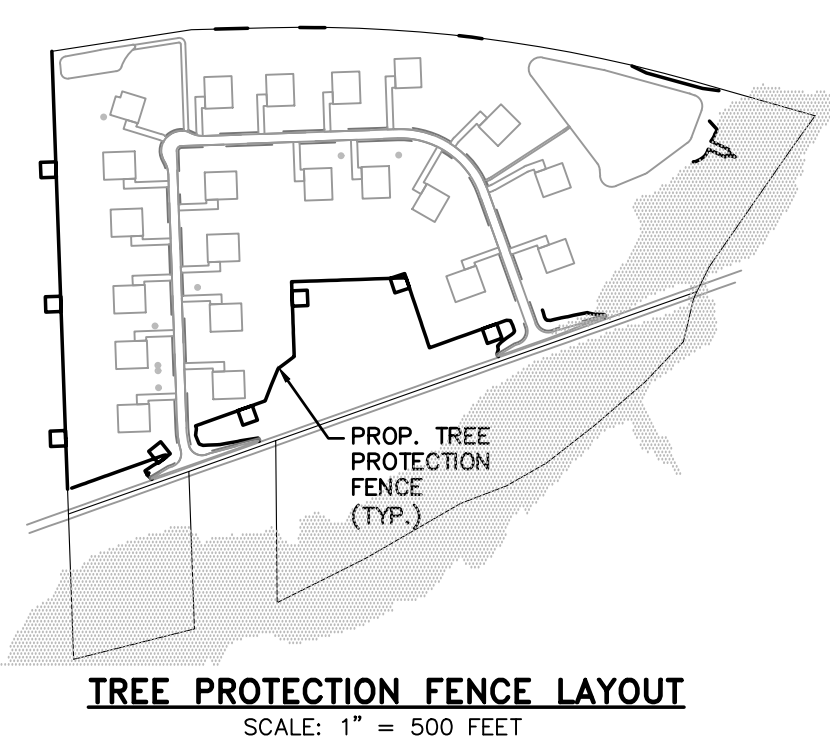 PROP. TREE
PROTECTION
FENCE
(TYP.)
TREE PROTECTION FENCE LAYOUT
SCALE: 1" = 500 FEET